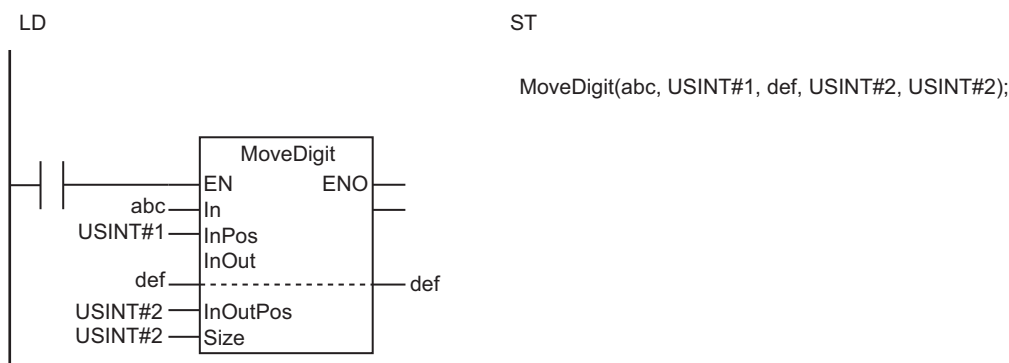 LD
ST
MoveDigit(abc, USINT#1, def, USINT#2, USINT#2);
MoveDigit
EN ENO
abc In
USINT#1 InPos
InOut
def def
USINT#2 InOutPos
USINT#2 Size